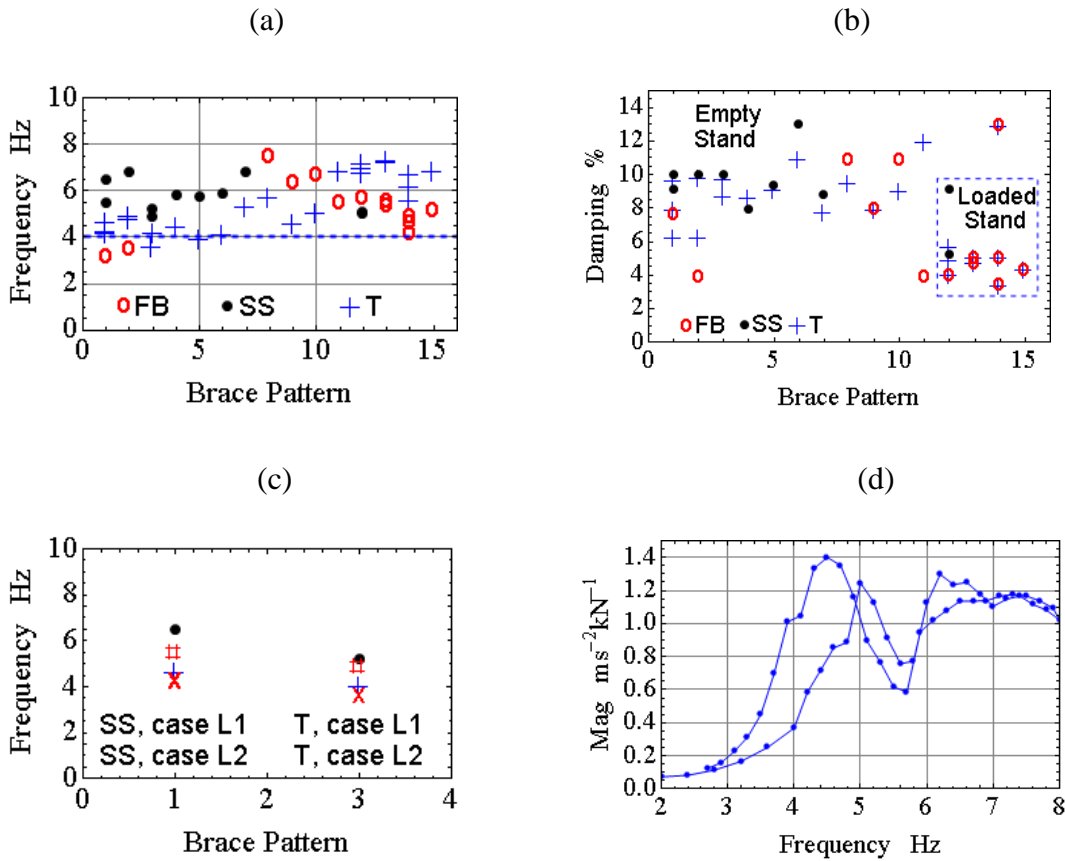 (a)
10
8
6
4
2
0
Frequency Hz
FB SS T
0 5 10 15
Brace Pattern
(b)
14
12
10
8
6
4
2
0
Damping %
Empty
Stand
Loaded
Stand
FB SS T
0 5 10 15
Brace Pattern
(c)
10
8
6
4
2
0
Frequency Hz
SS, case L1 T, case L1
SS, case L2 T, case L2
0 1 2 3 4
Brace Pattern
(d)
1.4
1.2
1.0
0.8
0.6
0.4
0.2
0.0
Mag ms⁻²kN⁻¹
2 3 4 5 6 7 8
Frequency Hz